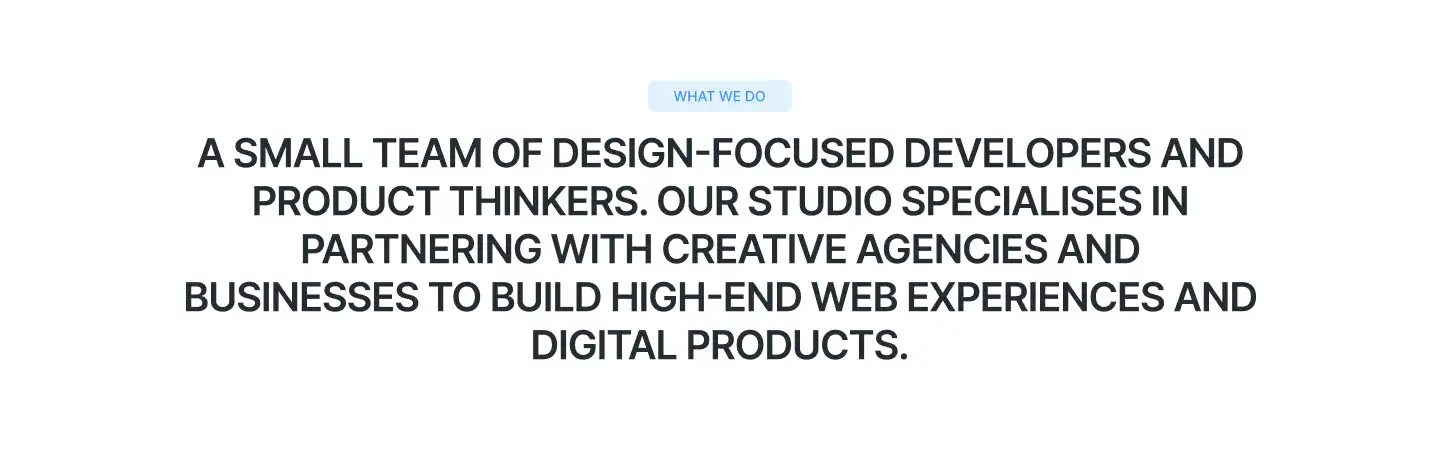 WHAT WE DO
A SMALL TEAM OF DESIGN-FOCUSED DEVELOPERS AND
PRODUCT THINKERS. OUR STUDIO SPECIALISES IN
PARTNERING WITH CREATIVE AGENCIES AND
BUSINESSES TO BUILD HIGH-END WEB EXPERIENCES AND
DIGITAL PRODUCTS.